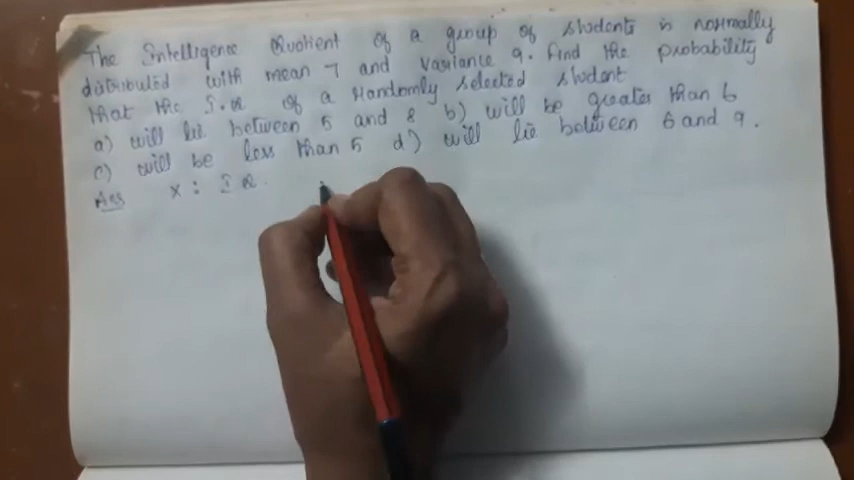 The Intelligence Quotient of a group of students is normally
distributed with mean 7 and variance 9. Find the probability
that the I.Q of a randomly selected student
a) will lie between 5 and 8 b) will be greater than 6
c) will be less than 5 d) will lie between 6 and 9.
Ans X : I Q.